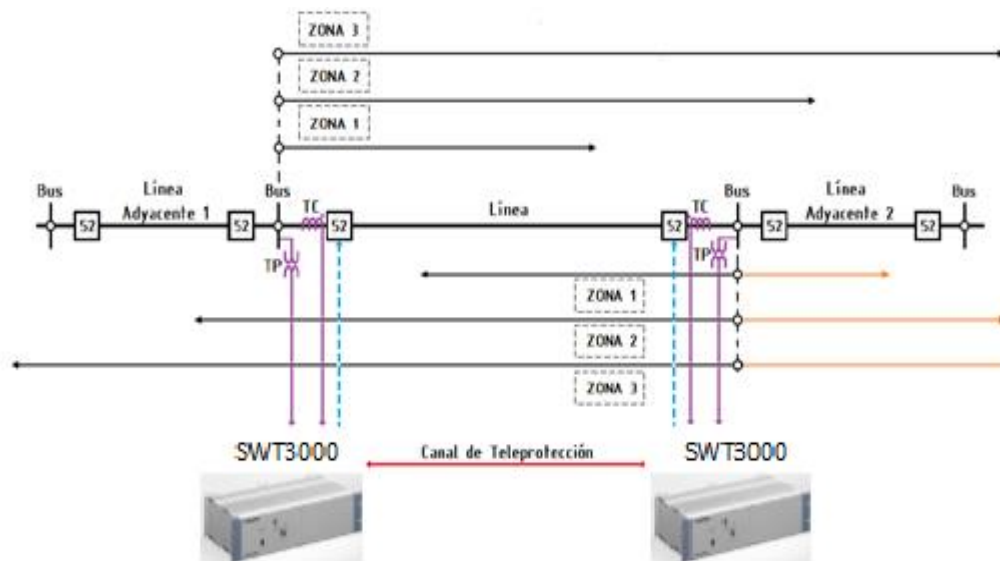 ZONA 3
ZONA 2
ZONA 1
Bus
Línea
Adyacente 1
Bus
TC
Línea
TC
Bus
Línea
Adyacente 2
Bus
52
52
52
52
52
52
TP
TP
ZONA 1
ZONA 2
ZONA 3
SWT3000
Canal de Teleprotección
SWT3000